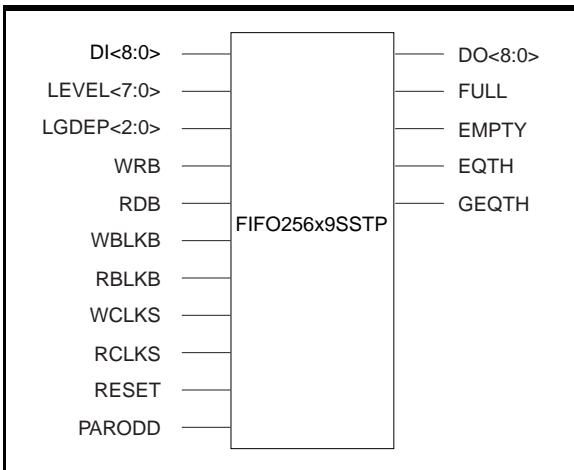 DI<8:0>
LEVEL<7:0>
LGDEP<2:0>
WRB
RDB
WBLKB
RBLKB
WCLKS
RCLKS
RESET
PARODD
FIFO256x9SSTP
DO<8:0>
FULL
EMPTY
EQTH
GEQTH